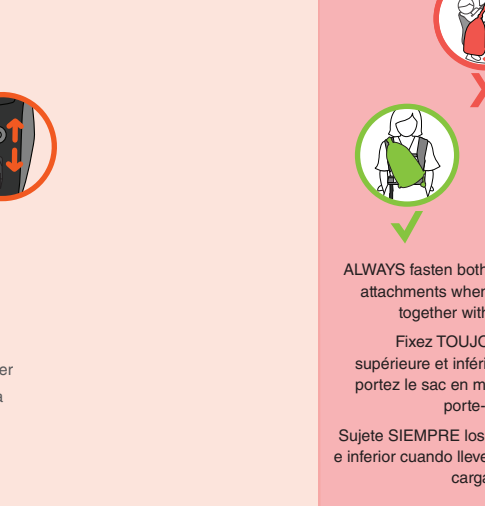 er
a
ALWAYS fasten both
attachments when
together with
Fixez TOUJO
supérieure et inféri
portez le sac en m
porte-
Sujete SIEMPRE los
e inferior cuando lleve
carga